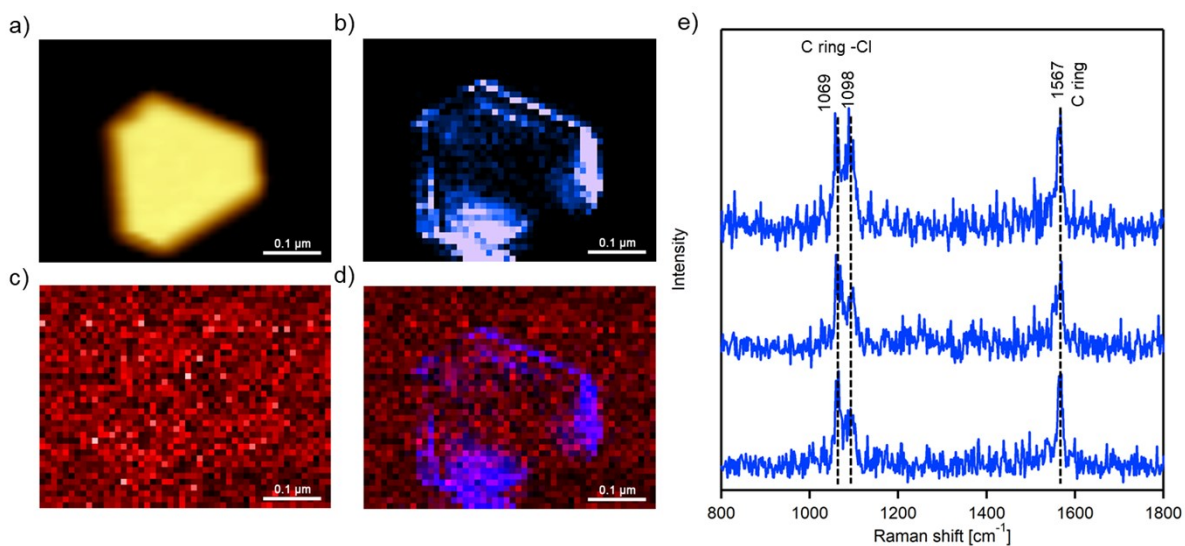 a)
0.1 µm
b)
0.1 µm
c)
0.1 µm
d)
0.1 µm
e)
C ring -Cl
1069
1098
1567
C ring
Intensity
800
1000
1200
1400
1600
1800
Raman shift [cm⁻¹]